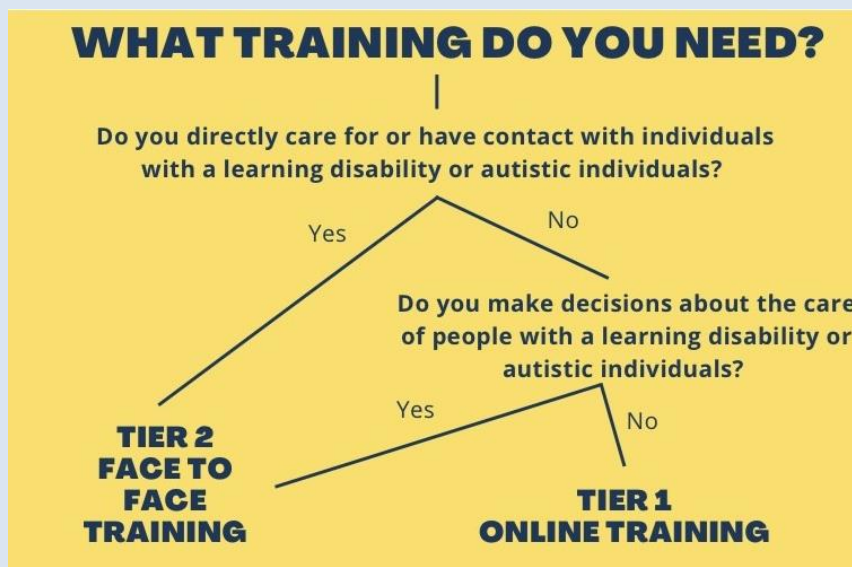 WHAT TRAINING DO YOU NEED?
Do you directly care for or have contact with individuals
with a learning disability or autistic individuals?
Yes
No
Do you make decisions about the care
of people with a learning disability or
autistic individuals?
Yes
No
TIER 2
FACE TO
FACE
TRAINING
TIER 1
ONLINE TRAINING